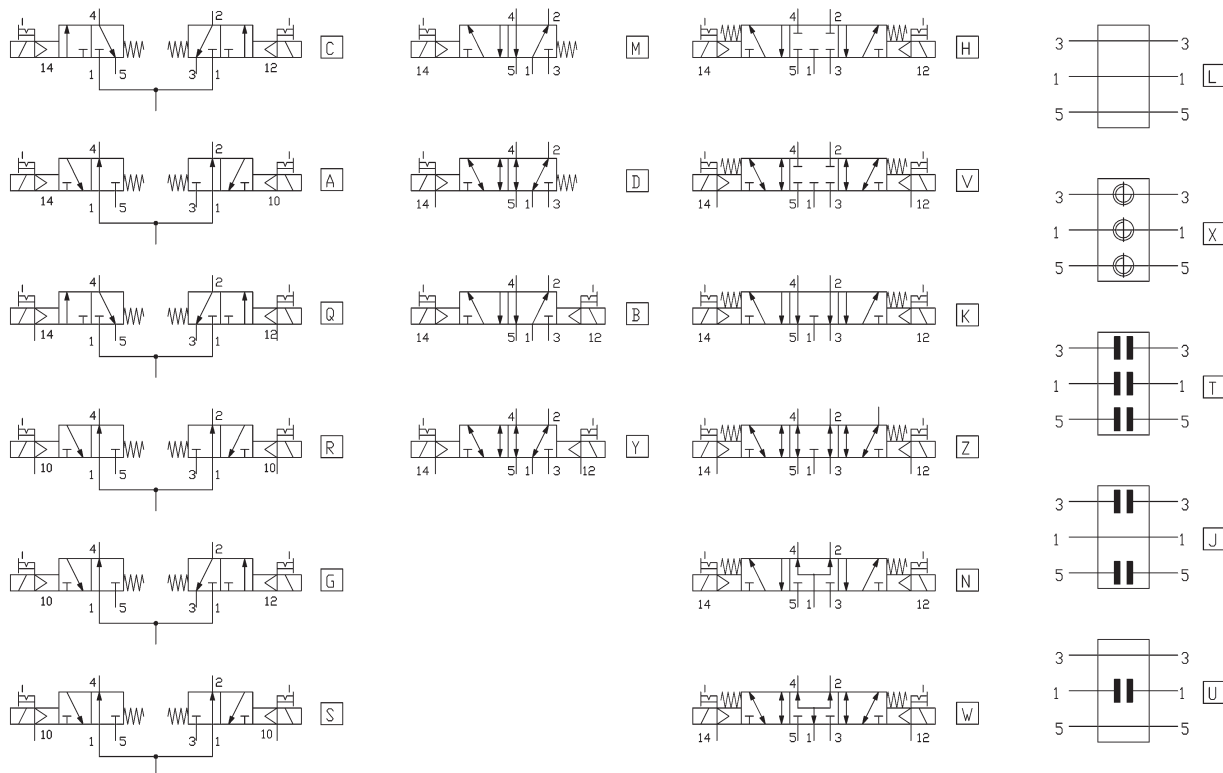 4 2 C
14 1 5 3 1 12
4 2 M
14 5 1 3
4 2 H
14 5 1 3 12
3 3
1 1 L
5 5
4 2 A
14 1 5 3 1 10
4 2 D
14 5 1 3
4 2 V
14 5 1 3 12
3 3
1 1 X
5 5
4 2 Q
14 1 5 3 1 12
4 2 B
14 5 1 3 12
4 2 K
14 5 1 3 12
3 3
1 1 T
5 5
4 2 R
10 1 5 3 1 10
4 2 Y
14 5 1 3 12
4 2 Z
14 5 1 3 12
3 3
1 1 J
5 5
4 2 G
10 1 5 3 1 12
4 2 N
14 5 1 3 12
4 2 S
10 1 5 3 1 10
4 2 W
14 5 1 3 12
3 3
1 1 U
5 5